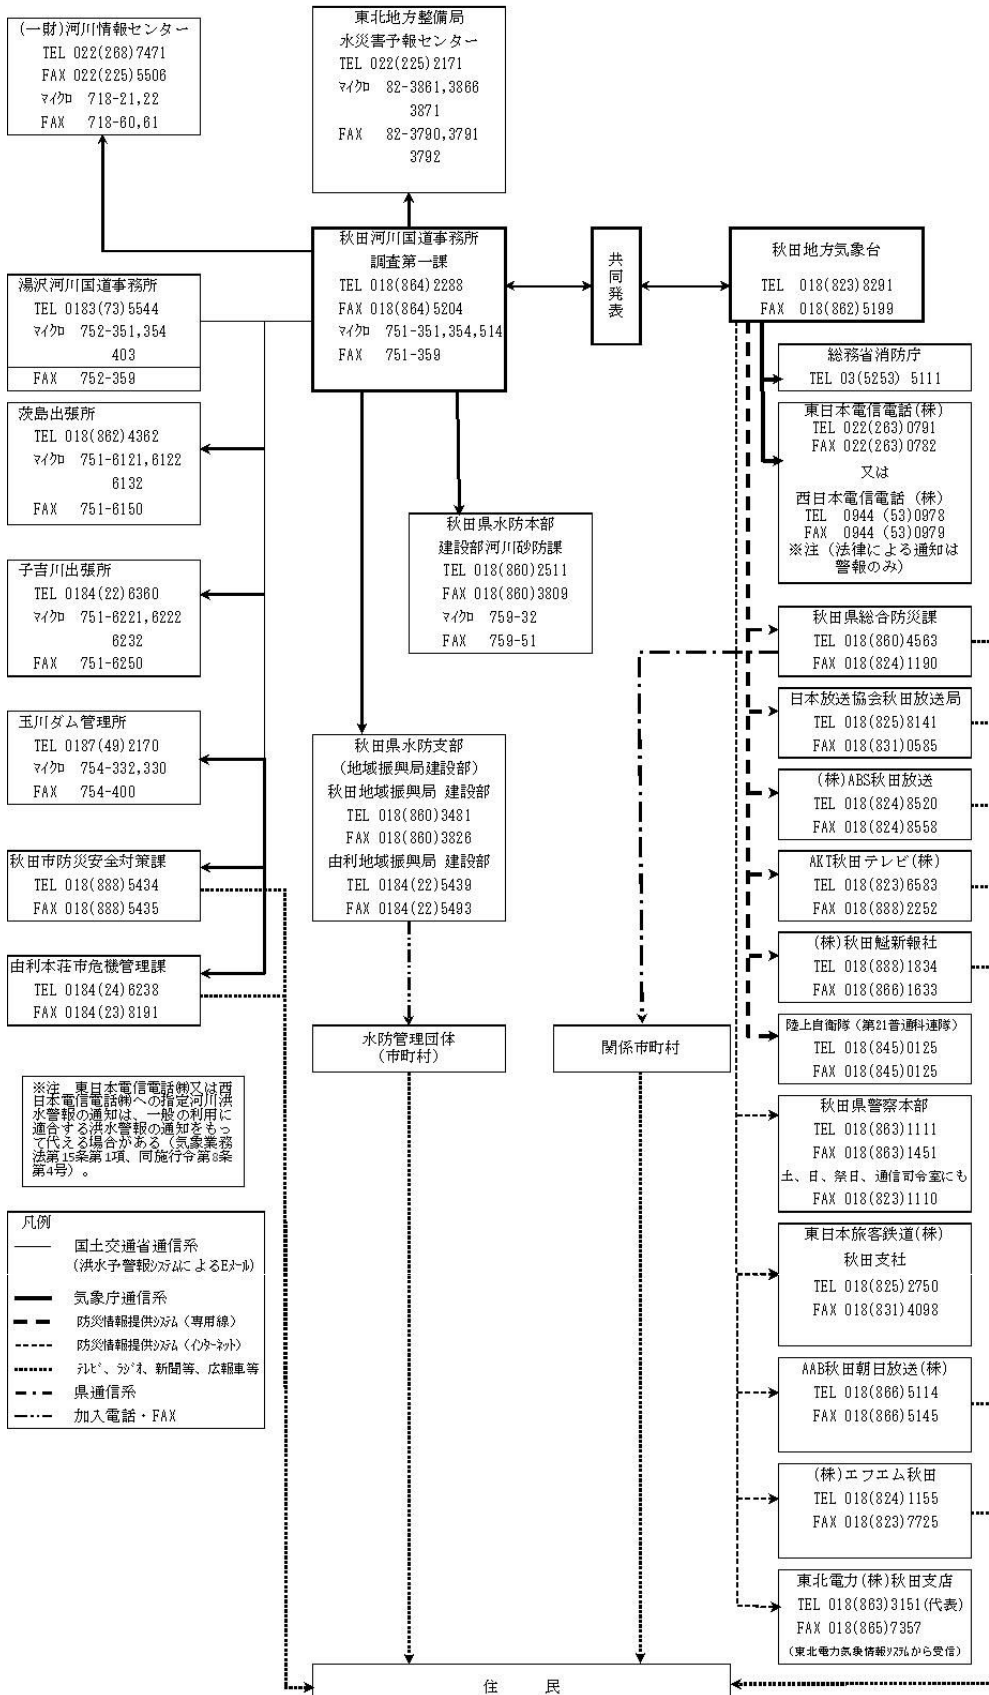 (一財)河川情報センター
TEL 022(268)7471
FAX 022(225)5506
マイクロ 718-21,22
FAX 718-60,61
東北地方整備局
水災害予報センター
TEL 022(225)2171
マイクロ 82-3861,3866
3871
FAX 82-3790,3791
3792
秋田河川国道事務所
調査第一課
TEL 018(864)2288
FAX 018(864)5204
マイクロ 751-351,354,514
FAX 751-359
共同発表
秋田地方気象台
TEL 018(823)8291
FAX 018(862)5199
湯沢河川国道事務所
TEL 0183(73)5544
マイクロ 752-351,354
403
FAX 752-359
茨島出張所
TEL 018(862)4362
マイクロ 751-6121,6122
6132
FAX 751-6150
子吉川出張所
TEL 0184(22)6360
マイクロ 751-6221,6222
6232
FAX 751-6250
玉川ダム管理所
TEL 0187(49)2170
マイクロ 754-332,330
FAX 754-400
秋田市防災安全対策課
TEL 018(888)5434
FAX 018(888)5435
由利本荘市危機管理課
TEL 0184(24)6238
FAX 0184(23)8191
秋田県水防本部
建設部河川砂防課
TEL 018(860)2511
FAX 018(860)3809
マイクロ 759-32
FAX 759-51
秋田県水防支部
(地域振興局建設部)
秋田地域振興局 建設部
TEL 018(860)3481
FAX 018(860)3826
由利地域振興局 建設部
TEL 0184(22)5439
FAX 0184(22)5493
水防管理団体
(市町村)
関係市町村
総務省消防庁
TEL 03(5253) 5111
東日本電信電話(株)
TEL 022(263)0791
FAX 022(263)0782
又は
西日本電信電話 (株)
TEL 0944 (53)0978
FAX 0944 (53)0979
※注 (法律による通知は
警報のみ)
秋田県総合防災課
TEL 018(860)4563
FAX 018(824)1190
日本放送協会秋田放送局
TEL 018(825)8141
FAX 018(831)0585
(株)ABS秋田放送
TEL 018(824)8520
FAX 018(824)8558
AKT秋田テレビ(株)
TEL 018(823)6583
FAX 018(888)2252
(株)秋田魁新報社
TEL 018(888)1834
FAX 018(866)1633
陸上自衛隊(第21普通科連隊)
TEL 018(845)0125
FAX 018(845)0125
秋田県警察本部
TEL 018(863)1111
FAX 018(863)1451
土、日、祭日、通信司令室にも
FAX 018(823)1110
東日本旅客鉄道(株)
秋田支社
TEL 018(825)2750
FAX 018(831)4098
AAB秋田朝日放送(株)
TEL 018(866)5114
FAX 018(866)5145
(株)エフエム秋田
TEL 018(824)1155
FAX 018(823)7725
東北電力(株)秋田支店
TEL 018(863)3151(代表)
FAX 018(865)7357
(東北電力気象情報システムから受信)
※注 東日本電信電話㈱又は西
日本電信電話㈱への指定河川洪
水警報の通知は、一般の利用に
適合する洪水警報の通知をもっ
て代える場合がある(気象業務
法第15条第1項、同施行令第8条
第4号)。
凡例
国土交通省通信系
(洪水予警報システムによるEメール)
気象庁通信系
防災情報提供システム(専用線)
防災情報提供システム(インターネット)
テレビ、ラジオ、新聞等、広報車等
県通信系
加入電話・FAX
住 民